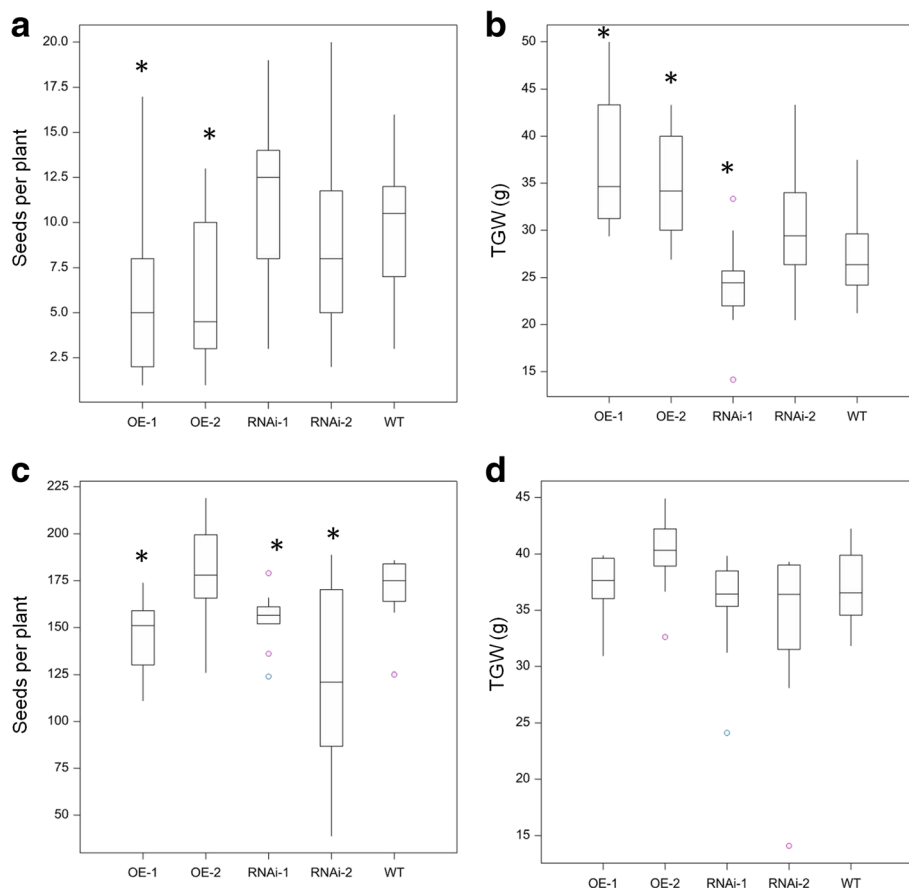 a
Seeds per plant
20.0
17.5
15.0
12.5
10.0
7.5
5.0
2.5
* *
OE-1 OE-2 RNAi-1 RNAi-2 WT
b
TGW (g)
50
45
40
35
30
25
20
15
* * *
OE-1 OE-2 RNAi-1 RNAi-2 WT
c
Seeds per plant
225
200
175
150
125
100
75
50
* * *
OE-1 OE-2 RNAi-1 RNAi-2 WT
d
TGW (g)
45
40
35
30
25
20
15
OE-1 OE-2 RNAi-1 RNAi-2 WT